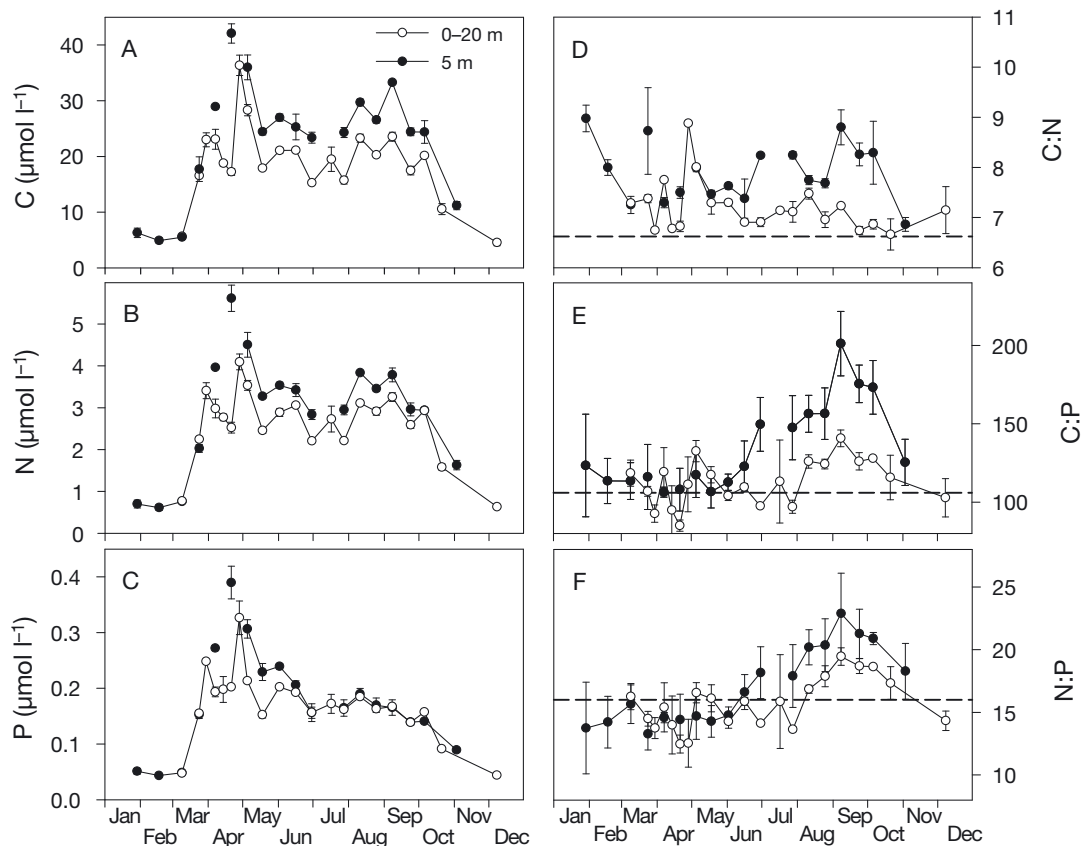 A
0–20 m
5 m
C (µmol l⁻¹)
40
30
20
10
0
B
N (µmol l⁻¹)
5
4
3
2
1
0
C
P (µmol l⁻¹)
0.4
0.3
0.2
0.1
0.0
Jan Mar May Jul Sep Nov
Feb Apr Jun Aug Oct Dec
D
C:N
11
10
9
8
7
6
E
C:P
200
150
100
F
N:P
25
20
15
10
Jan Mar May Jul Sep Nov
Feb Apr Jun Aug Oct Dec